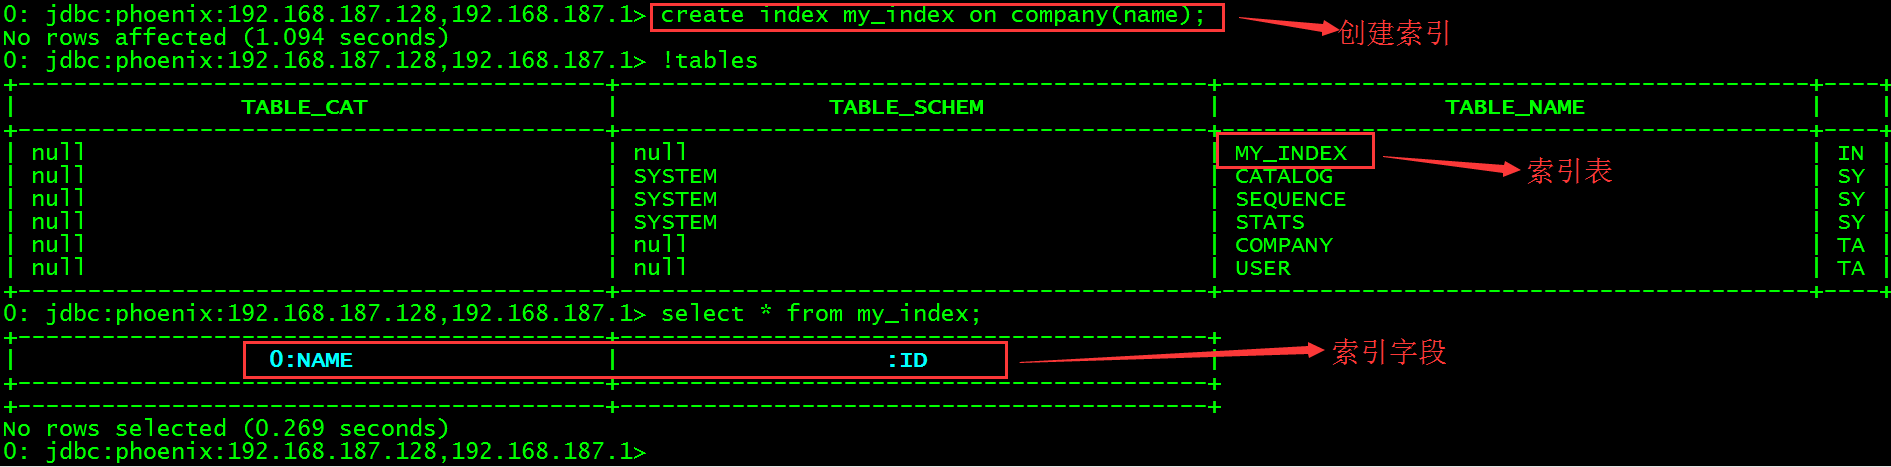 0: jdbc:phoenix:192.168.187.128,192.168.187.1> create index my_index on company(name); 创建索引
No rows affected (1.094 seconds)
0: jdbc:phoenix:192.168.187.128,192.168.187.1> !tables
| TABLE_CAT | TABLE_SCHEM | TABLE_NAME | |
| null | null | MY_INDEX | IN | 索引表
| null | SYSTEM | CATALOG | SY |
| null | SYSTEM | SEQUENCE | SY |
| null | SYSTEM | STATS | SY |
| null | null | COMPANY | TA |
| null | null | USER | TA |
0: jdbc:phoenix:192.168.187.128,192.168.187.1> select * from my_index;
| 0:NAME | :ID | 索引字段
No rows selected (0.269 seconds)
0: jdbc:phoenix:192.168.187.128,192.168.187.1>